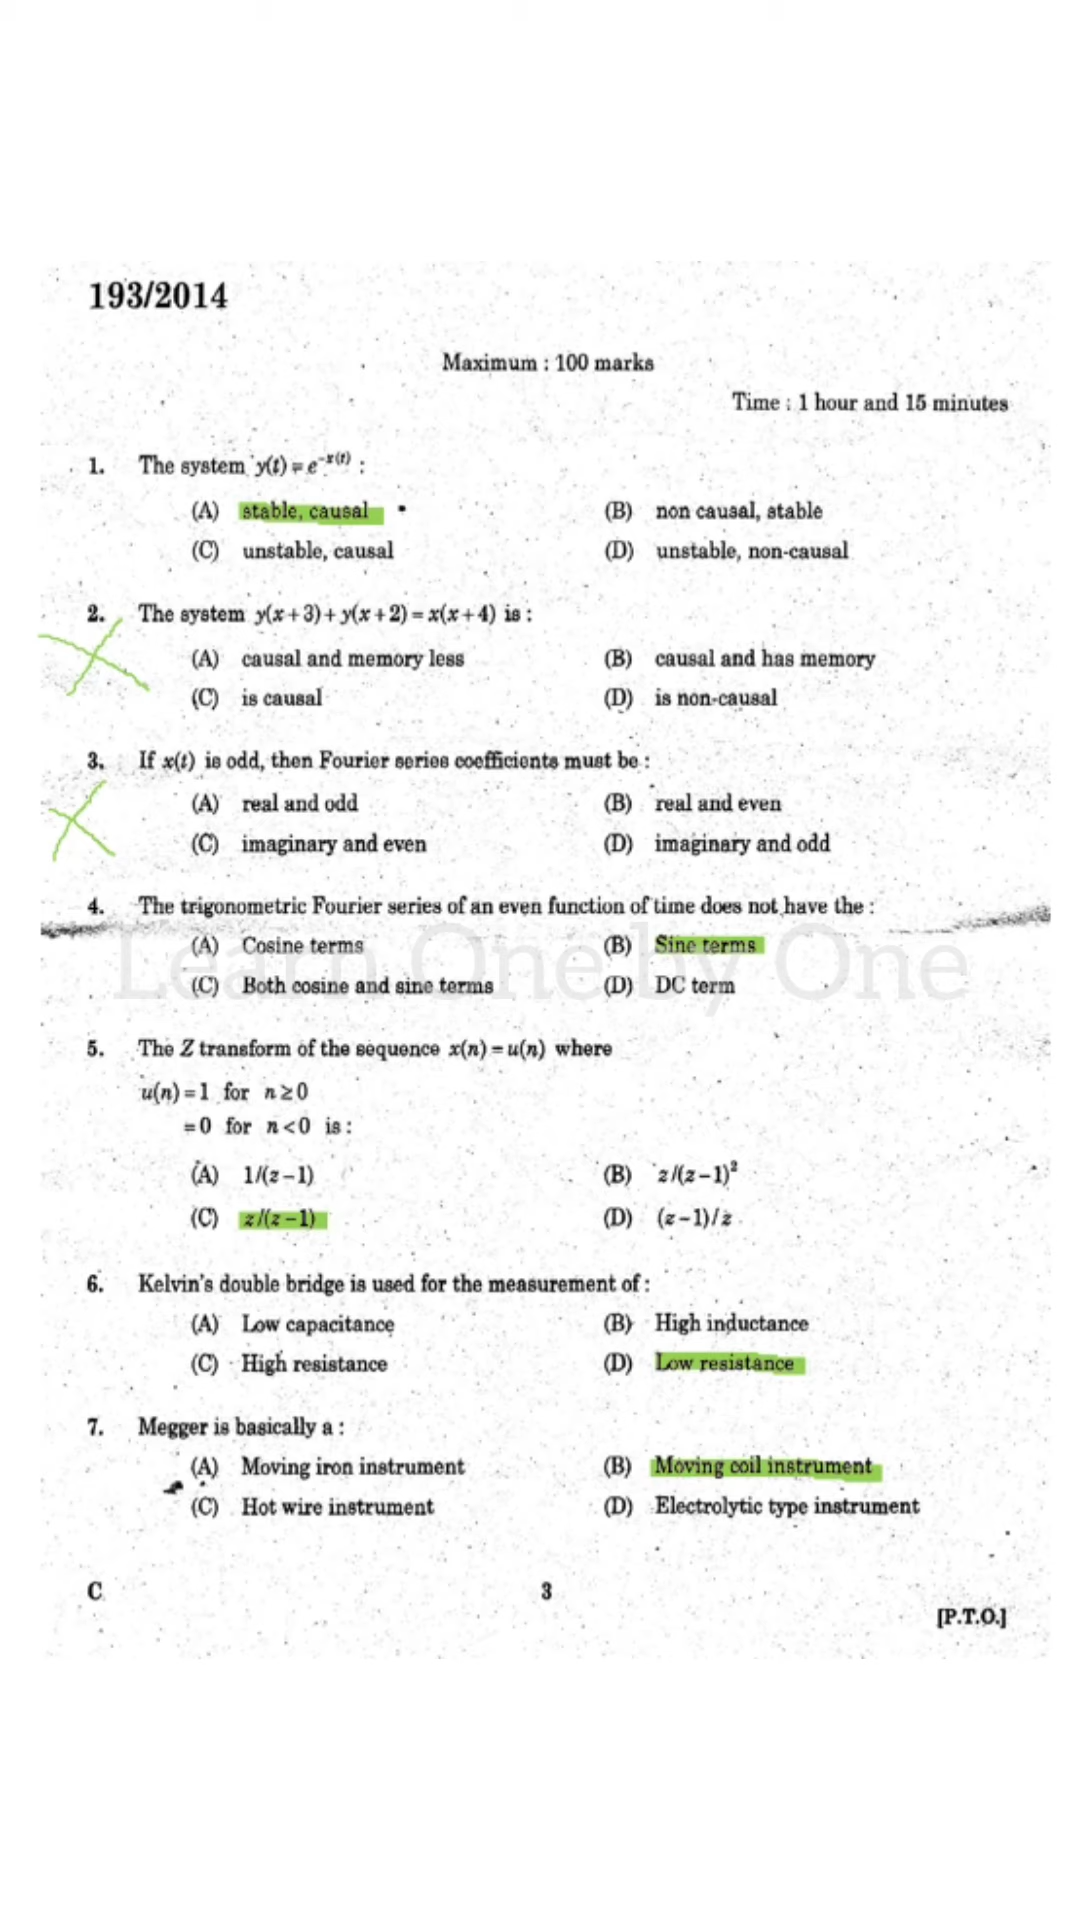 193/2014
Maximum : 100 marks
Time : 1 hour and 15 minutes
1. The system y(t) = e^{-x(t)} :
(A) stable, causal (B) non causal, stable
(C) unstable, causal (D) unstable, non-causal
2. The system y(x+3)+y(x+2)=x(x+4) is :
(A) causal and memory less (B) causal and has memory
(C) is causal (D) is non-causal
3. If x(t) is odd, then Fourier series coefficients must be :
(A) real and odd (B) real and even
(C) imaginary and even (D) imaginary and odd
4. The trigonometric Fourier series of an even function of time does not have the :
(A) Cosine terms (B) Sine terms
Learn One by One
(C) Both cosine and sine terms (D) DC term
5. The Z transform of the sequence x(n)=u(n) where
u(n)=1 for n≥0
=0 for n<0 is :
(A) 1/(z-1) (B) z/(z-1)²
(C) z/(z-1) (D) (z-1)/z
6. Kelvin's double bridge is used for the measurement of :
(A) Low capacitance (B) High inductance
(C) High resistance (D) Low resistance
7. Megger is basically a :
(A) Moving iron instrument (B) Moving coil instrument
(C) Hot wire instrument (D) Electrolytic type instrument
C 3
[P.T.O.]